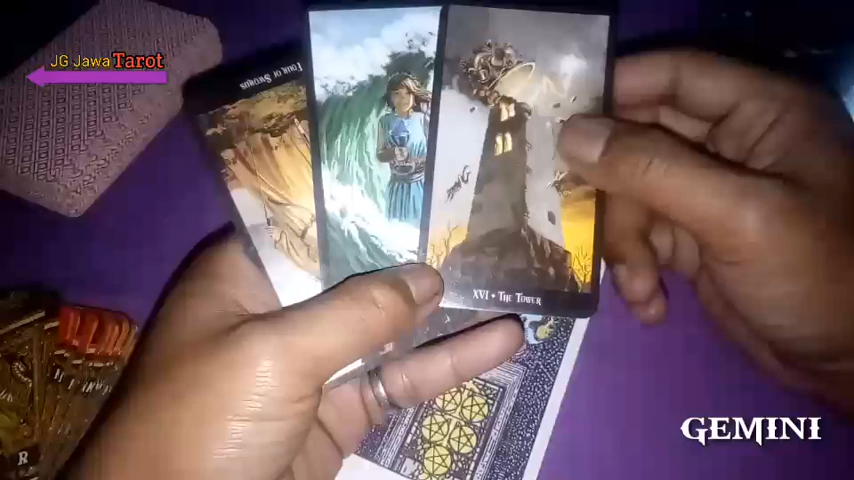 JG Jawa Tarot
FOUR OF SWORDS
XVI • THE TOWER
GEMINI
R